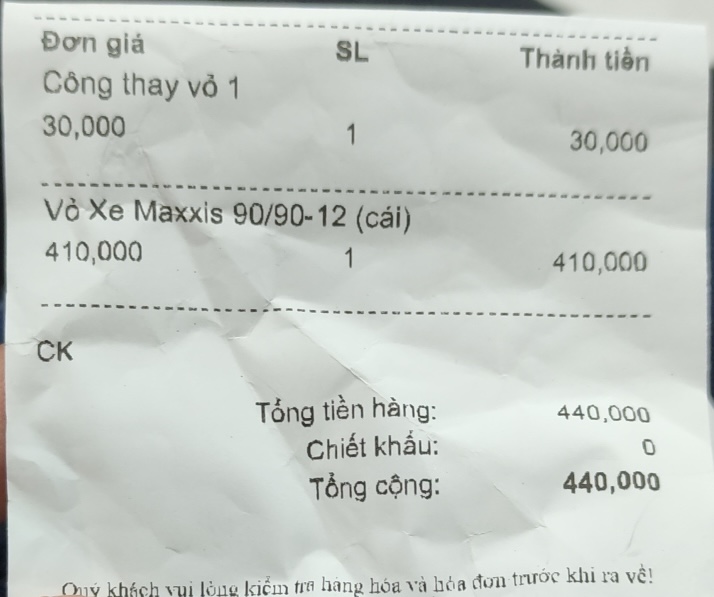 Đơn giá SL Thành tiền
Công thay vỏ 1
30,000 1 30,000
Vỏ Xe Maxxis 90/90-12 (cái)
410,000 1 410,000
CK
Tổng tiền hàng: 440,000
Chiết khấu: 0
Tổng cộng: 440,000
Quý khách vui lòng kiểm tra hàng hóa và hóa đơn trước khi ra về!